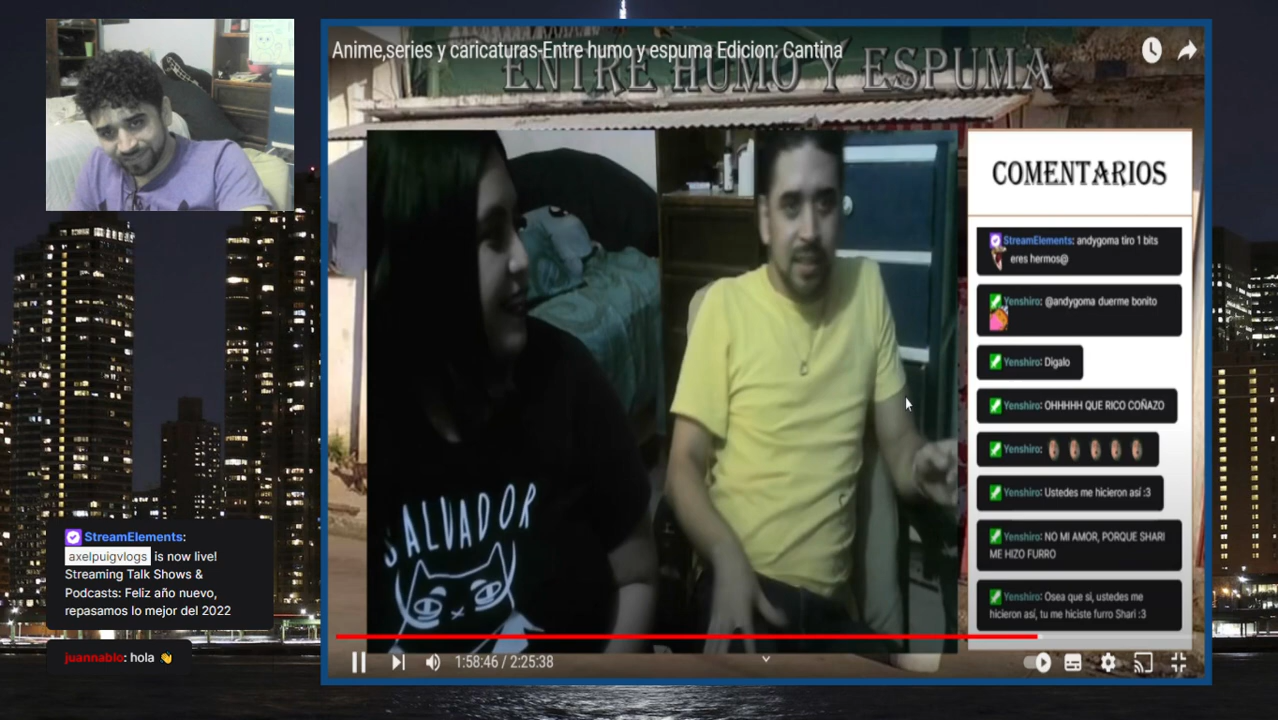 Anime,series y caricaturas-Entre humo y espuma Edicion: Cantina
ENTRE HUMO Y ESPUMA
COMENTARIOS
StreamElements: andygoma tiro 1 bits
eres hermos@
Yenshiro: @andygoma duerme bonito
Yenshiro: Digalo
Yenshiro: OHHHHH QUE RICO COÑAZO
Yenshiro:
Yenshiro: Ustedes me hicieron así :3
Yenshiro: NO MI AMOR, PORQUE SHARI
ME HIZO FURRO
Yenshiro: Osea que si, ustedes me
hicieron así, tu me hiciste furro Shari :3
SALVADOR
1:58:46 / 2:25:38
StreamElements:
axelpuigvlogs is now live!
Streaming Talk Shows &
Podcasts: Feliz año nuevo,
repasamos lo mejor del 2022
juannablo: hola 👋